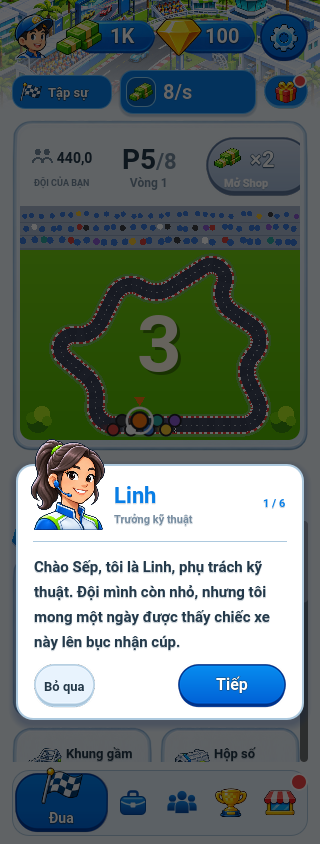 1K
100
Tập sự
8/s
440,0
P5/8
×2
ĐỘI CỦA BẠN
Vòng 1
Mở Shop
3
Linh
Trưởng kỹ thuật
1 / 6
Chào Sếp, tôi là Linh, phụ trách kỹ
thuật. Đội mình còn nhỏ, nhưng tôi
mong một ngày được thấy chiếc xe
này lên bục nhận cúp.
Bỏ qua
Tiếp
Khung gầm
Hộp số
Đua